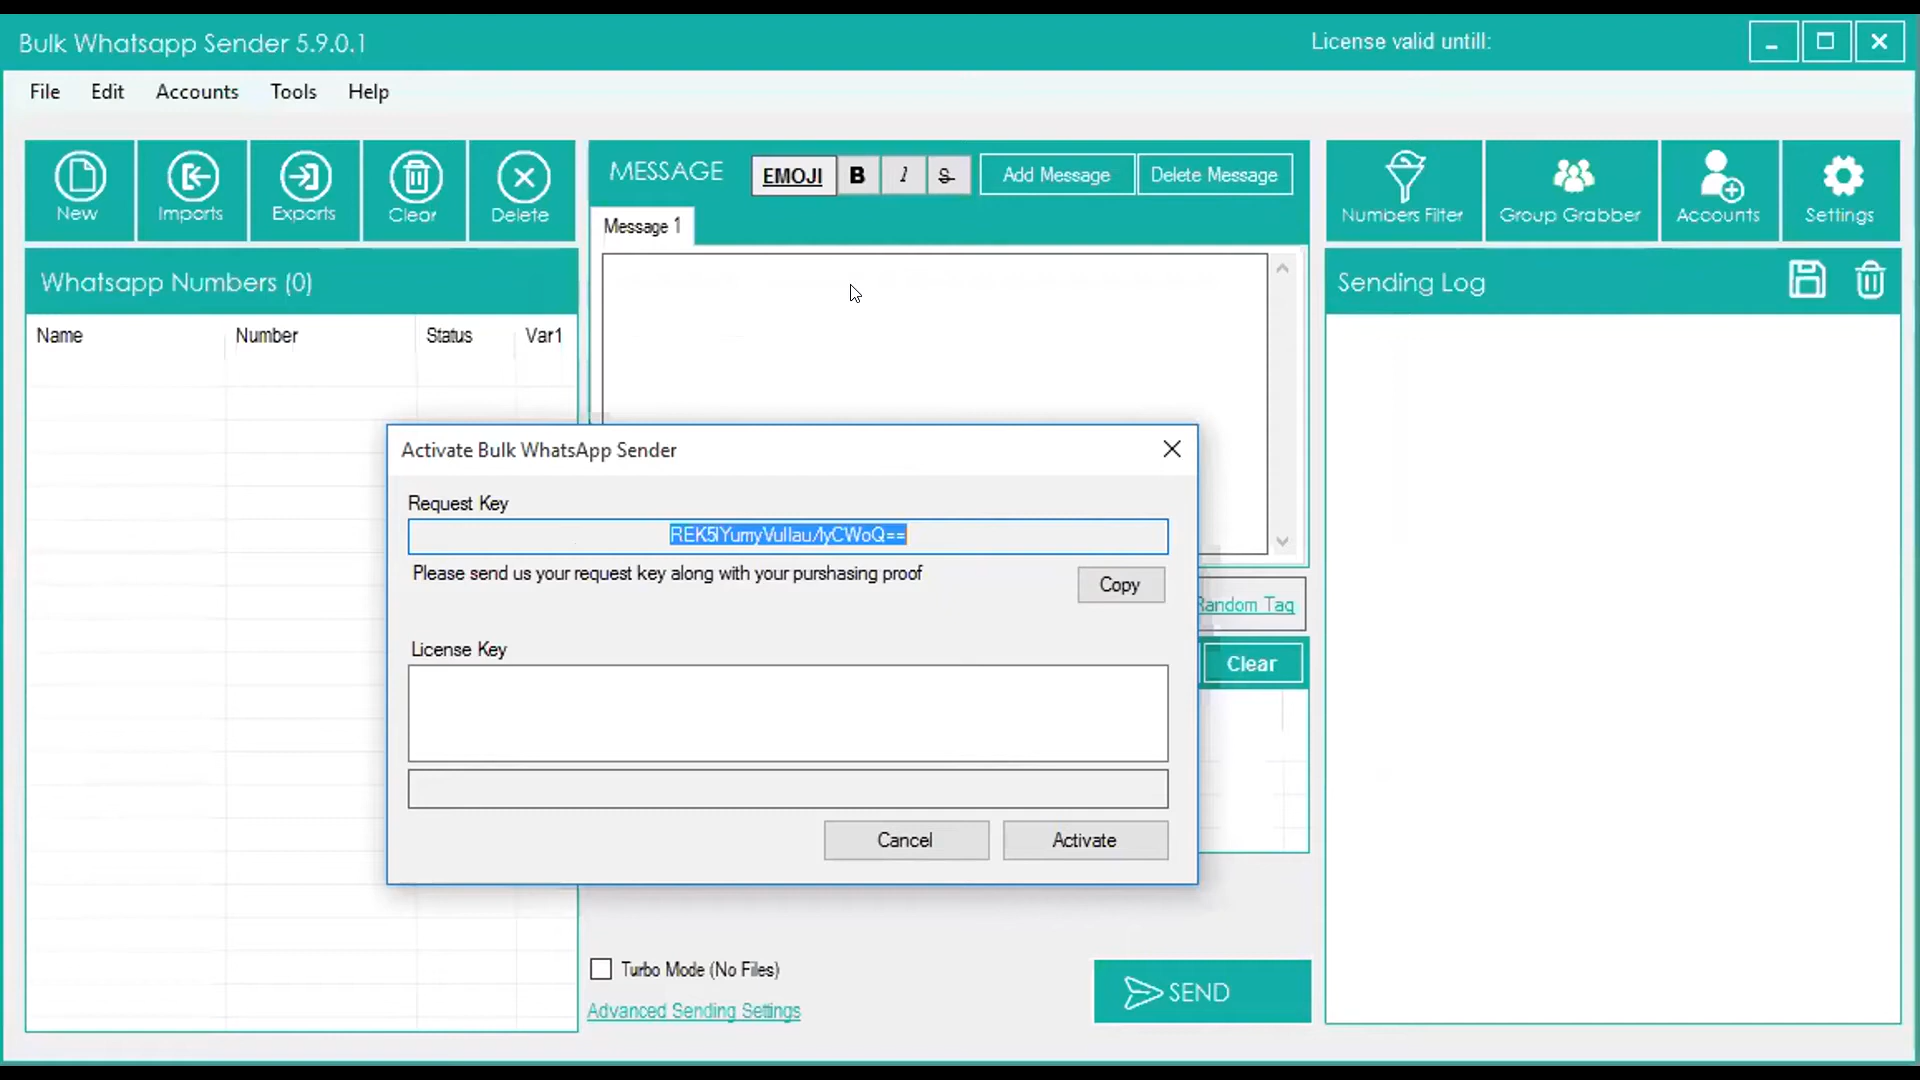 Bulk Whatsapp Sender 5.9.0.1
License valid untill:
File Edit Accounts Tools Help
New Imports Exports Clear Delete
MESSAGE EMOJI B I S Add Message Delete Message
Numbers Filter Group Grabber Accounts Settings
Message 1
Whatsapp Numbers (0)
Sending Log
Name Number Status Var1
Activate Bulk WhatsApp Sender
Request Key
Please send us your request key along with your purshasing proof
Copy
Random Tag
License Key
Clear
Cancel Activate
Turbo Mode (No Files)
Advanced Sending Settings
SEND